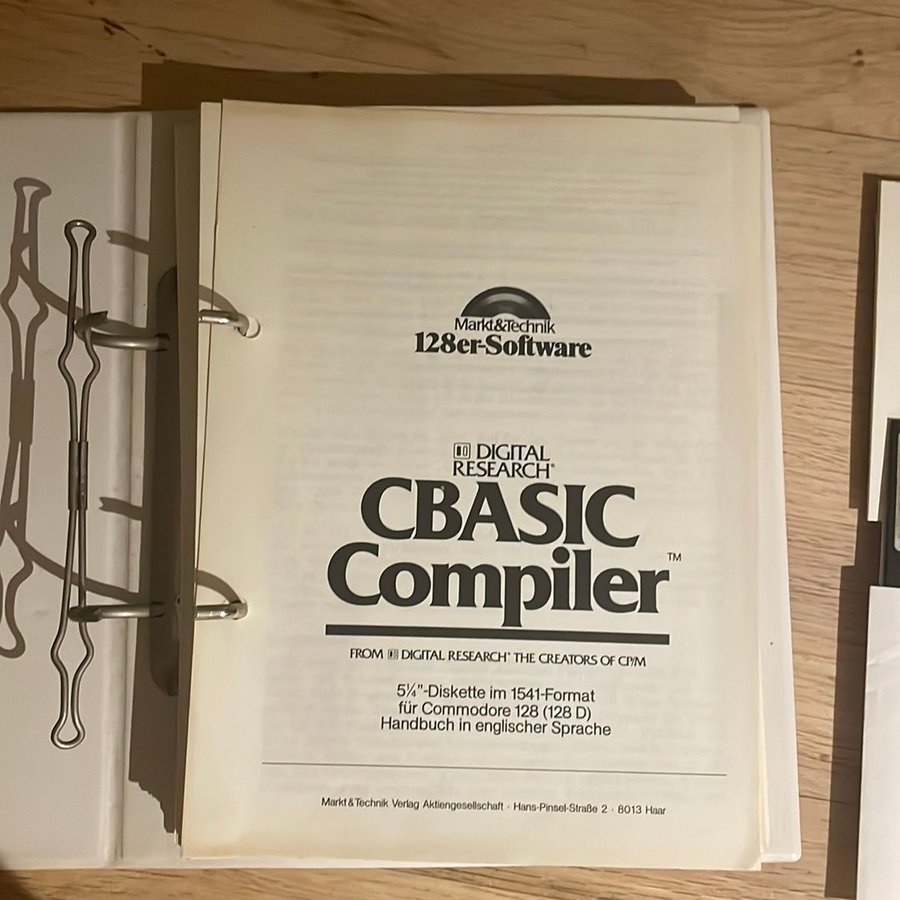 Markt&Technik
128er-Software
DIGITAL
RESEARCH®
CBASIC
Compiler™
FROM DIGITAL RESEARCH® THE CREATORS OF CP/M
5¼"-Diskette im 1541-Format
für Commodore 128 (128 D)
Handbuch in englischer Sprache
Markt & Technik Verlag Aktiengesellschaft · Hans-Pinsel-Straße 2 · 8013 Haar